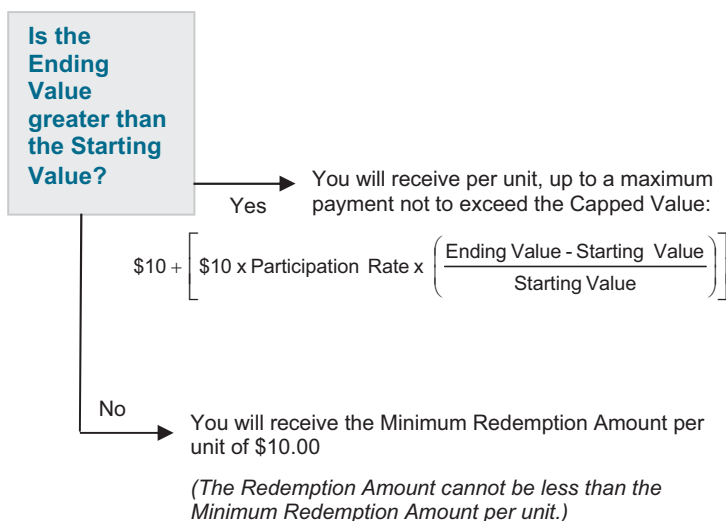 Is the
Ending
Value
greater than
the Starting
Value?
Yes
You will receive per unit, up to a maximum
payment not to exceed the Capped Value:
$10 + [ $10 x Participation Rate x ( Ending Value - Starting Value / Starting Value ) ]
No
You will receive the Minimum Redemption Amount per
unit of $10.00
(The Redemption Amount cannot be less than the
Minimum Redemption Amount per unit.)